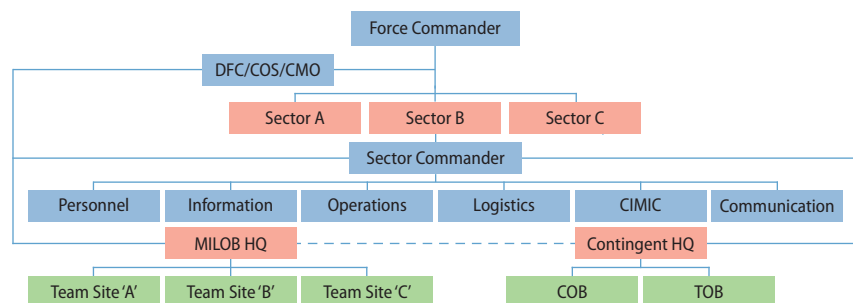 Force Commander
DFC/COS/CMO
Sector A
Sector B
Sector C
Sector Commander
Personnel
Information
Operations
Logistics
CIMIC
Communication
MILOB HQ
Contingent HQ
Team Site 'A'
Team Site 'B'
Team Site 'C'
COB
TOB